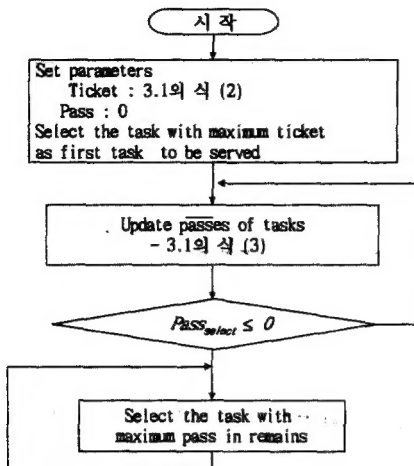 시 작
Set parameters
Ticket : 3.1의 식 (2)
Pass : 0
Select the task with maximum ticket
as first task to be served
Update passes of tasks
- 3.1의 식 (3)
Pass select ≤ 0
Select the task with
maximum pass in remains